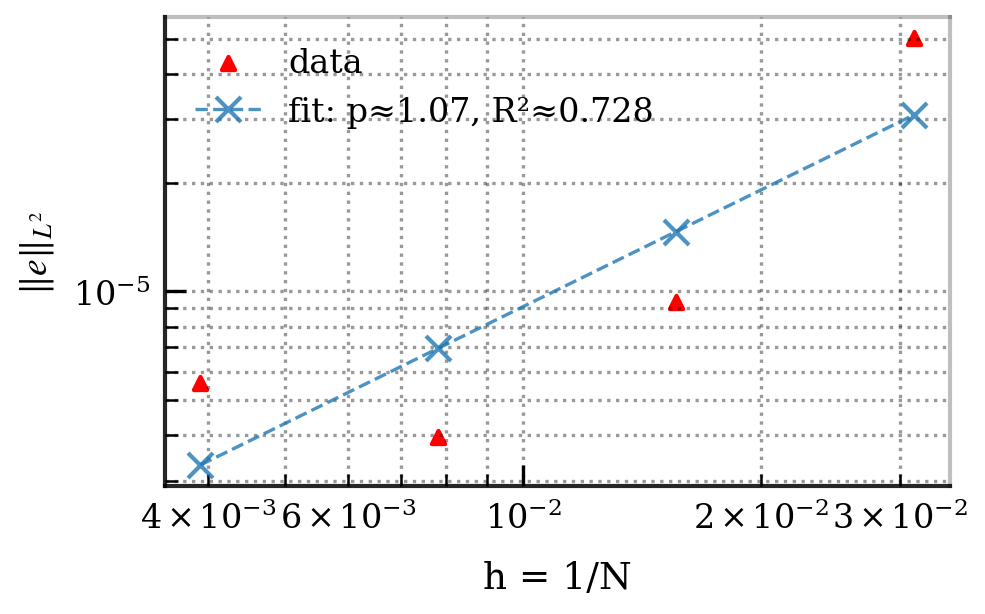 data
fit: p≈1.07, R²≈0.728
‖e‖_{L²}
10⁻⁵
4 × 10⁻³ 6 × 10⁻³ 10⁻² 2 × 10⁻² 3 × 10⁻²
h = 1/N